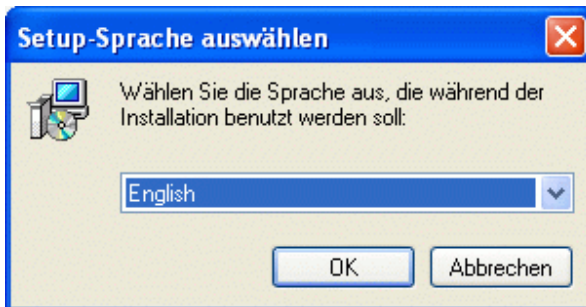 Setup-Sprache auswählen
Wählen Sie die Sprache aus, die während der
Installation benutzt werden soll:
English
OK
Abbrechen